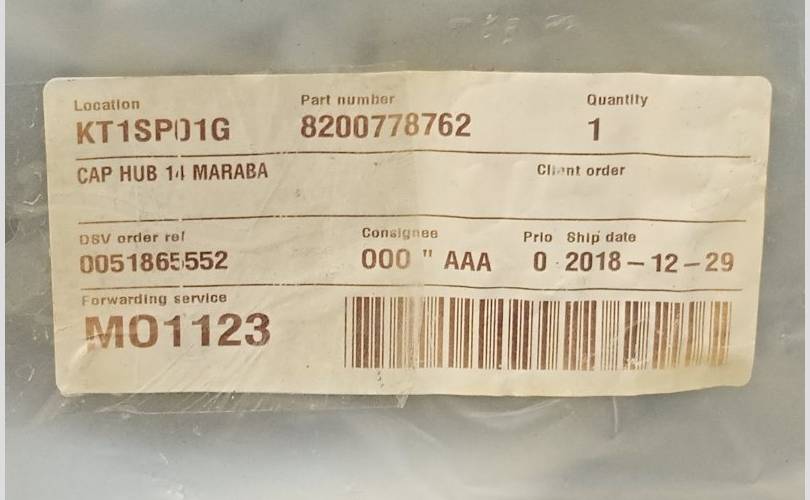 Location Part number Quantity
KT1SP01G 8200778762 1
CAP HUB 14 MARABA Client order
DSV order ref Consignee Prio Ship date
0051865552 000 " AAA 0 2018-12-29
Forwarding service
MO1123